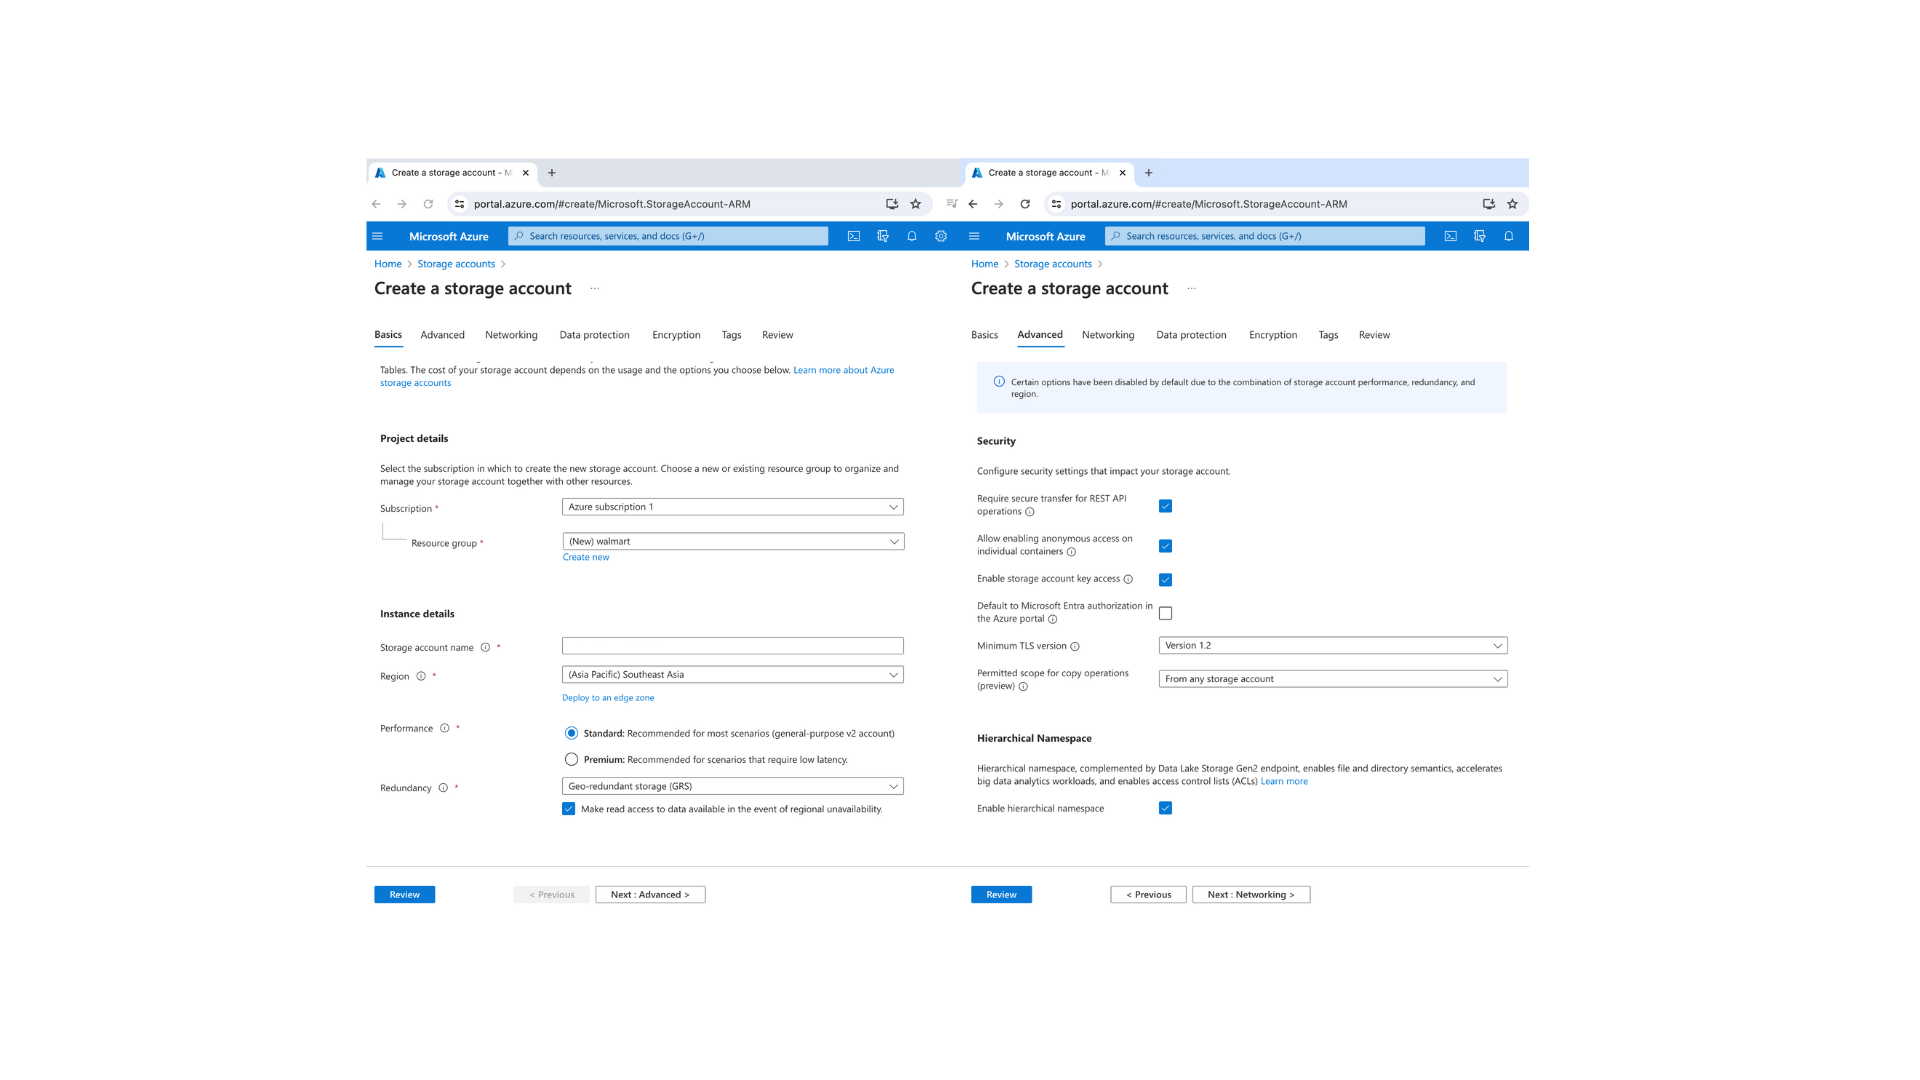 Create a storage account - M
portal.azure.com/#create/Microsoft.StorageAccount-ARM
Microsoft Azure
Search resources, services, and docs (G+/)
Home > Storage accounts >
Create a storage account ...
Basics Advanced Networking Data protection Encryption Tags Review
Tables. The cost of your storage account depends on the usage and the options you choose below. Learn more about Azure
storage accounts
Project details
Select the subscription in which to create the new storage account. Choose a new or existing resource group to organize and
manage your storage account together with other resources.
Subscription *
Azure subscription 1
Resource group *
(New) walmart
Create new
Instance details
Storage account name *
Region *
(Asia Pacific) Southeast Asia
Deploy to an edge zone
Performance *
Standard: Recommended for most scenarios (general-purpose v2 account)
Premium: Recommended for scenarios that require low latency.
Redundancy *
Geo-redundant storage (GRS)
Make read access to data available in the event of regional unavailability.
Review
< Previous
Next : Advanced >
Create a storage account - M
portal.azure.com/#create/Microsoft.StorageAccount-ARM
Microsoft Azure
Search resources, services, and docs (G+/)
Home > Storage accounts >
Create a storage account ...
Basics Advanced Networking Data protection Encryption Tags Review
Certain options have been disabled by default due to the combination of storage account performance, redundancy, and
region.
Security
Configure security settings that impact your storage account.
Require secure transfer for REST API
operations
Allow enabling anonymous access on
individual containers
Enable storage account key access
Default to Microsoft Entra authorization in
the Azure portal
Minimum TLS version
Version 1.2
Permitted scope for copy operations
(preview)
From any storage account
Hierarchical Namespace
Hierarchical namespace, complemented by Data Lake Storage Gen2 endpoint, enables file and directory semantics, accelerates
big data analytics workloads, and enables access control lists (ACLs) Learn more
Enable hierarchical namespace
Review
< Previous
Next : Networking >